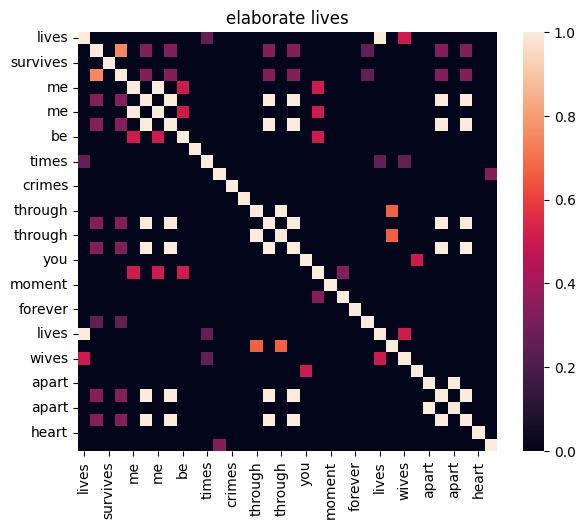 elaborate lives
lives
survives
me
me
be
times
crimes
through
through
you
moment
forever
lives
wives
apart
apart
heart
1.0
0.8
0.6
0.4
0.2
0.0
lives
survives
me
me
be
times
crimes
through
through
you
moment
forever
lives
wives
apart
apart
heart